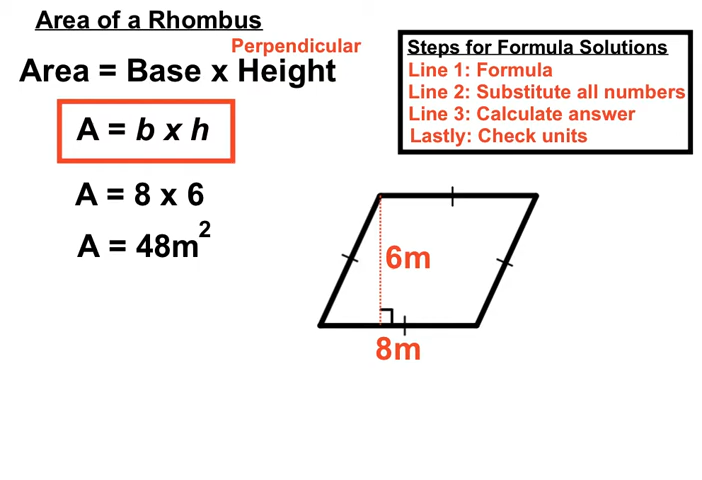 Area of a Rhombus
Perpendicular
Area = Base x Height
A = b x h
A = 8 x 6
A = 48m²
Steps for Formula Solutions
Line 1: Formula
Line 2: Substitute all numbers
Line 3: Calculate answer
Lastly: Check units
6m
8m